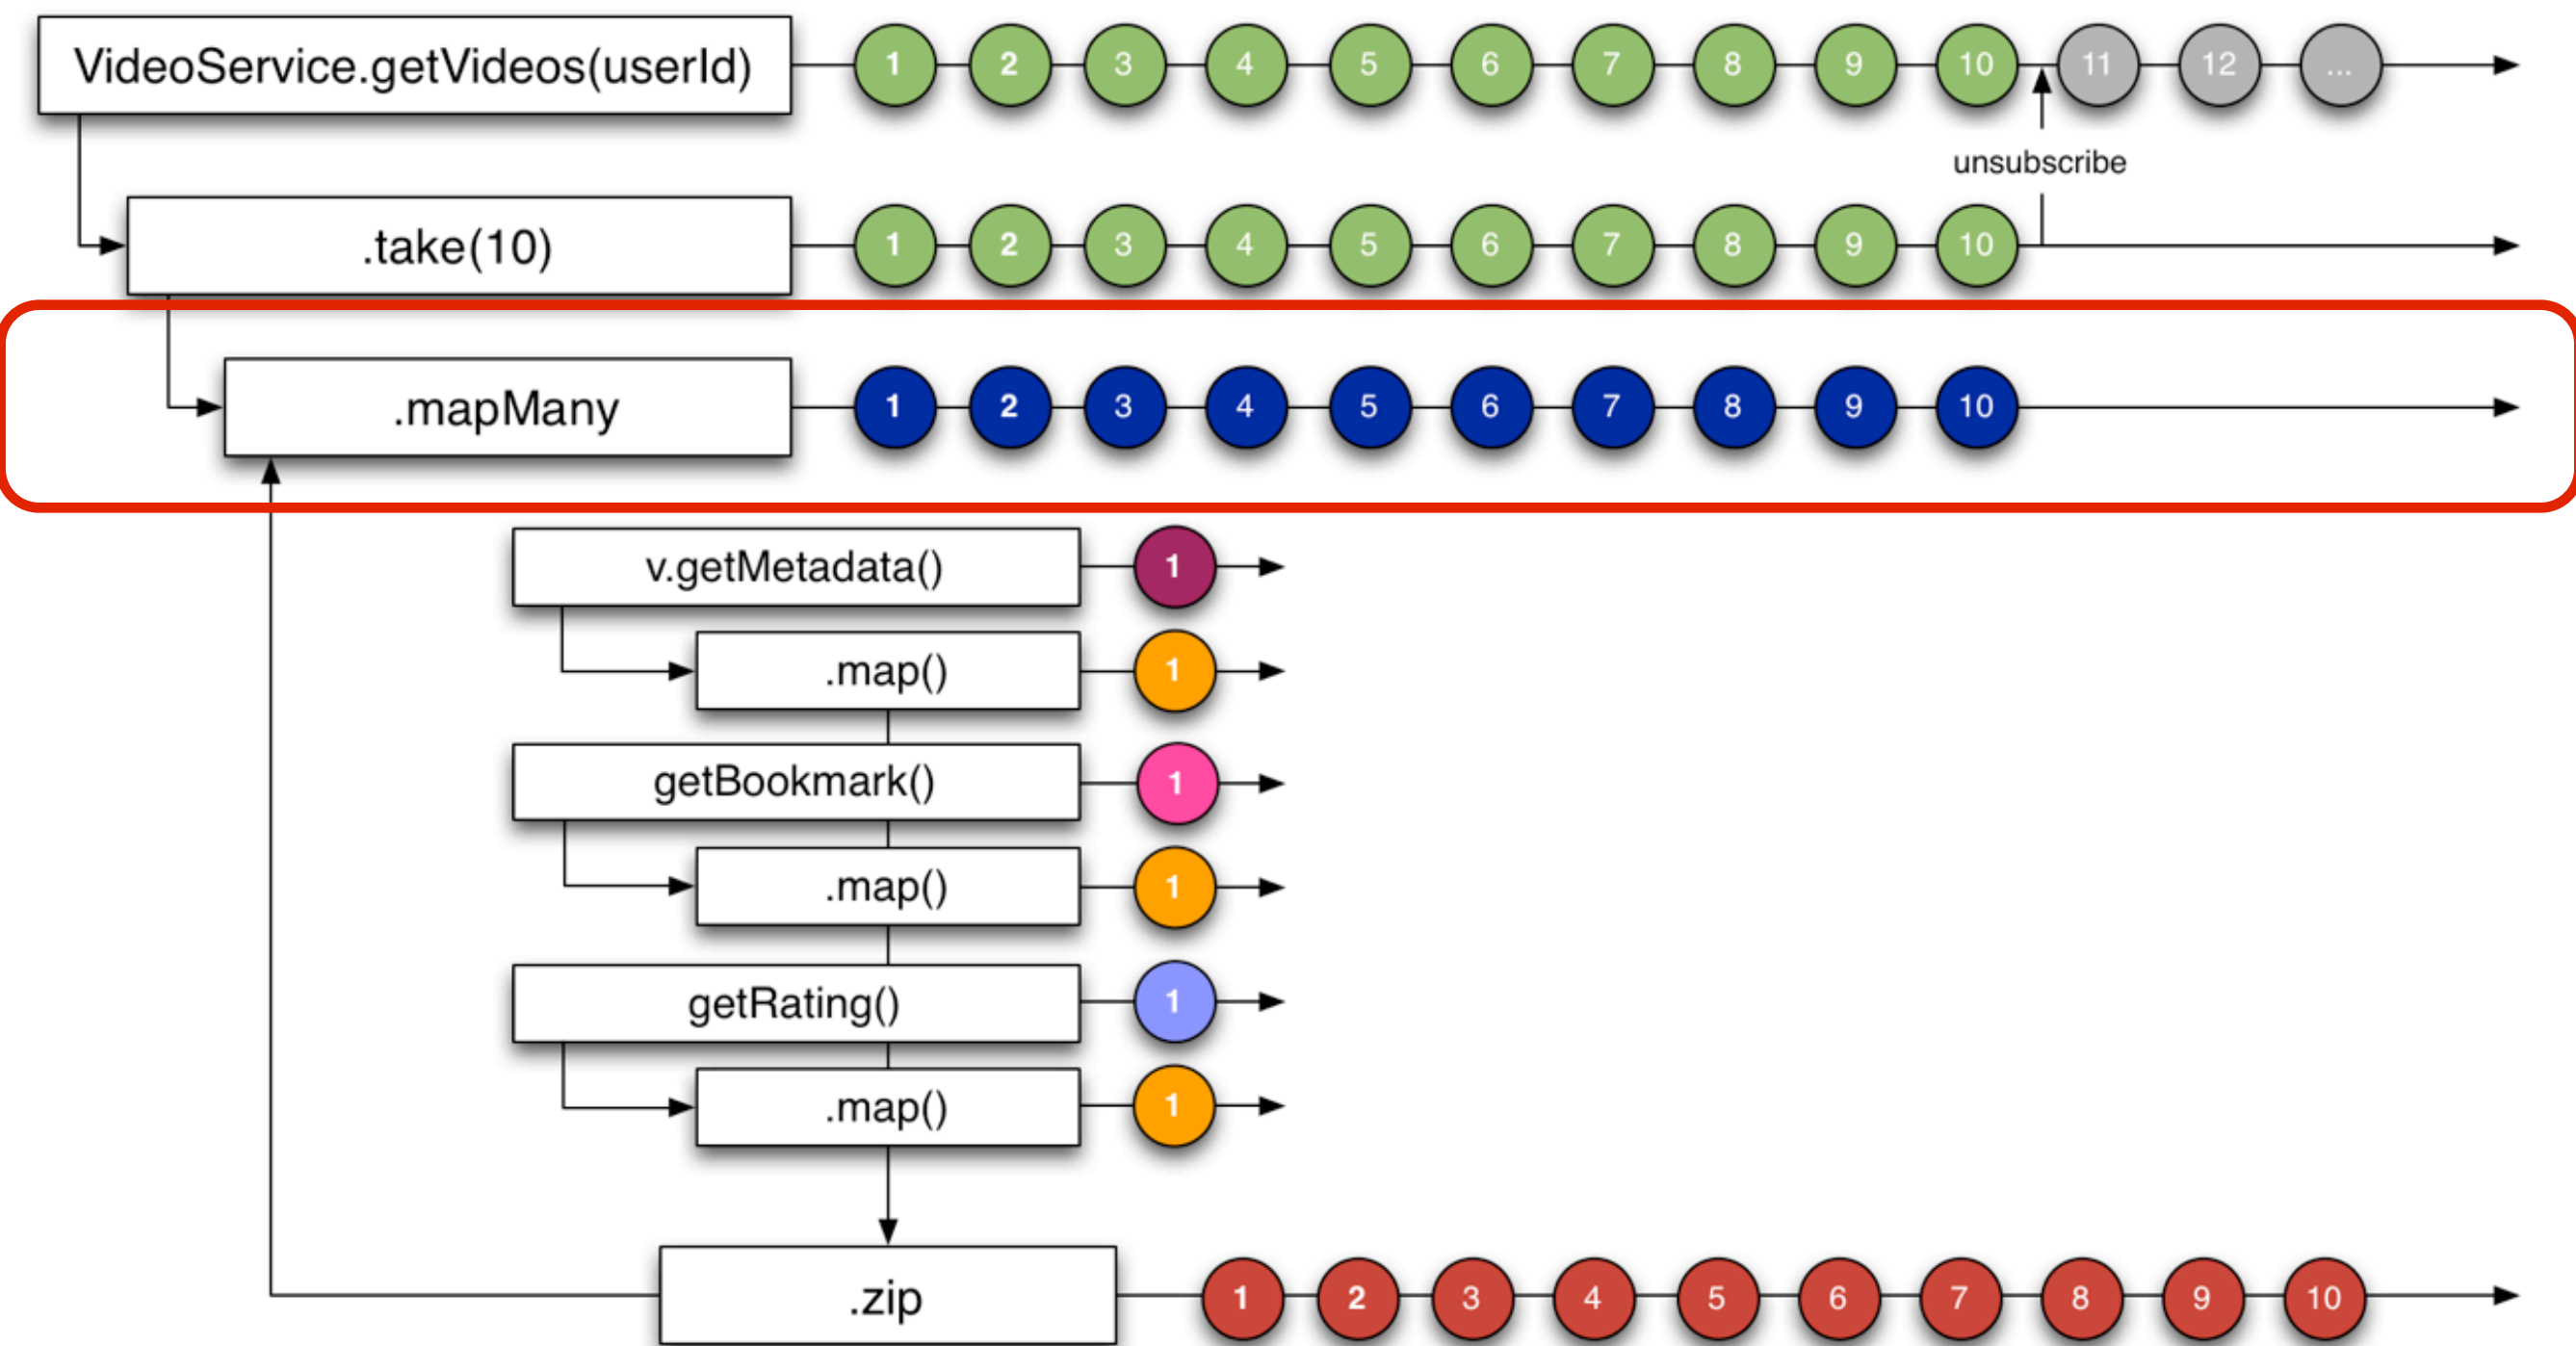 VideoService.getVideos(userId) 1 2 3 4 5 6 7 8 9 10 11 12 ...
unsubscribe
.take(10) 1 2 3 4 5 6 7 8 9 10
.mapMany 1 2 3 4 5 6 7 8 9 10
v.getMetadata() 1
.map() 1
getBookmark() 1
.map() 1
getRating() 1
.map() 1
.zip 1 2 3 4 5 6 7 8 9 10